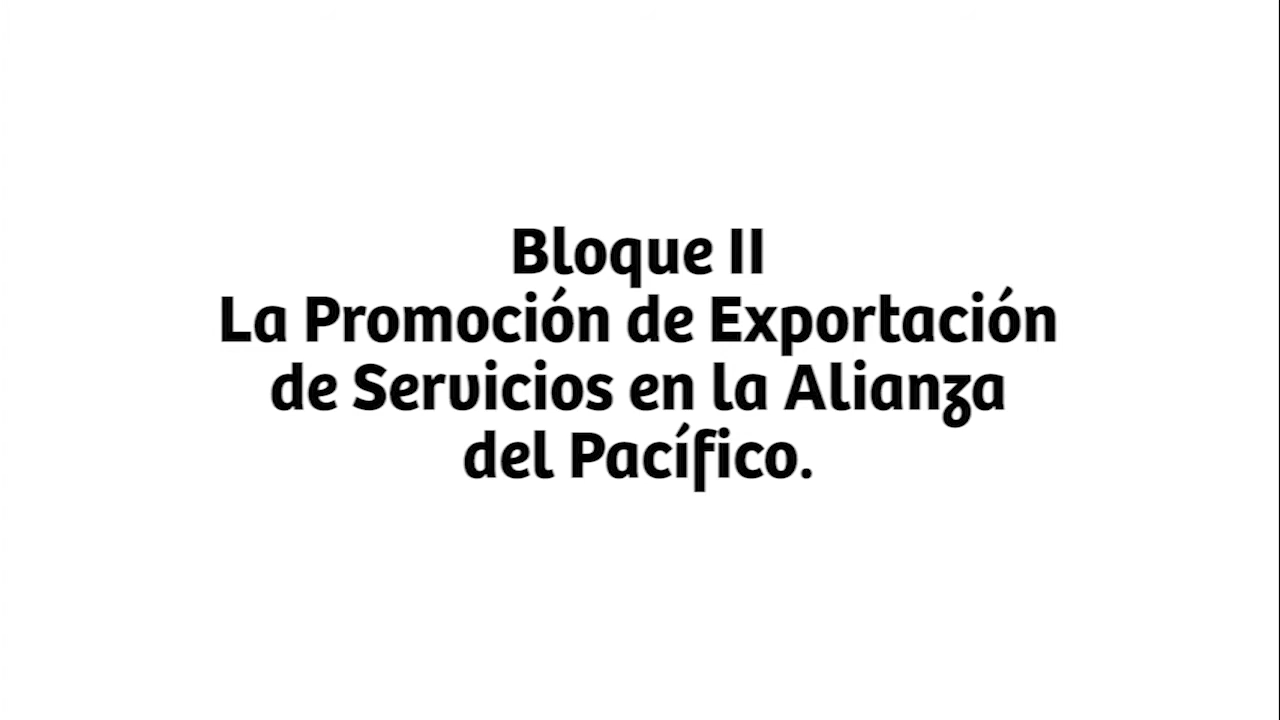 Bloque II
La Promoción de Exportación
de Servicios en la Alianza
del Pacífico.